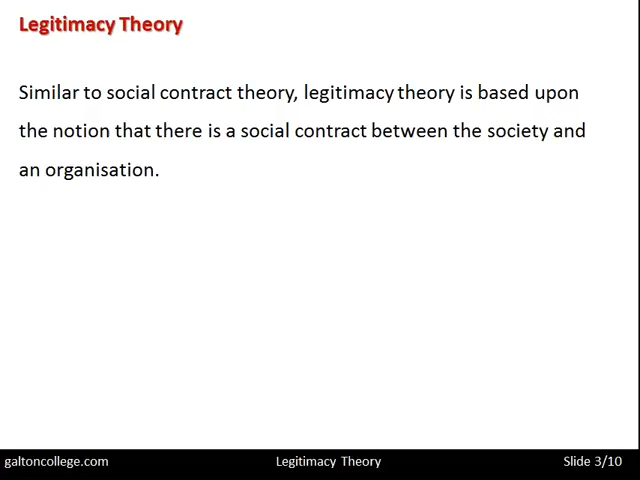 Legitimacy Theory
Similar to social contract theory, legitimacy theory is based upon
the notion that there is a social contract between the society and
an organisation.
galtoncollege.com
Legitimacy Theory
Slide 3/10